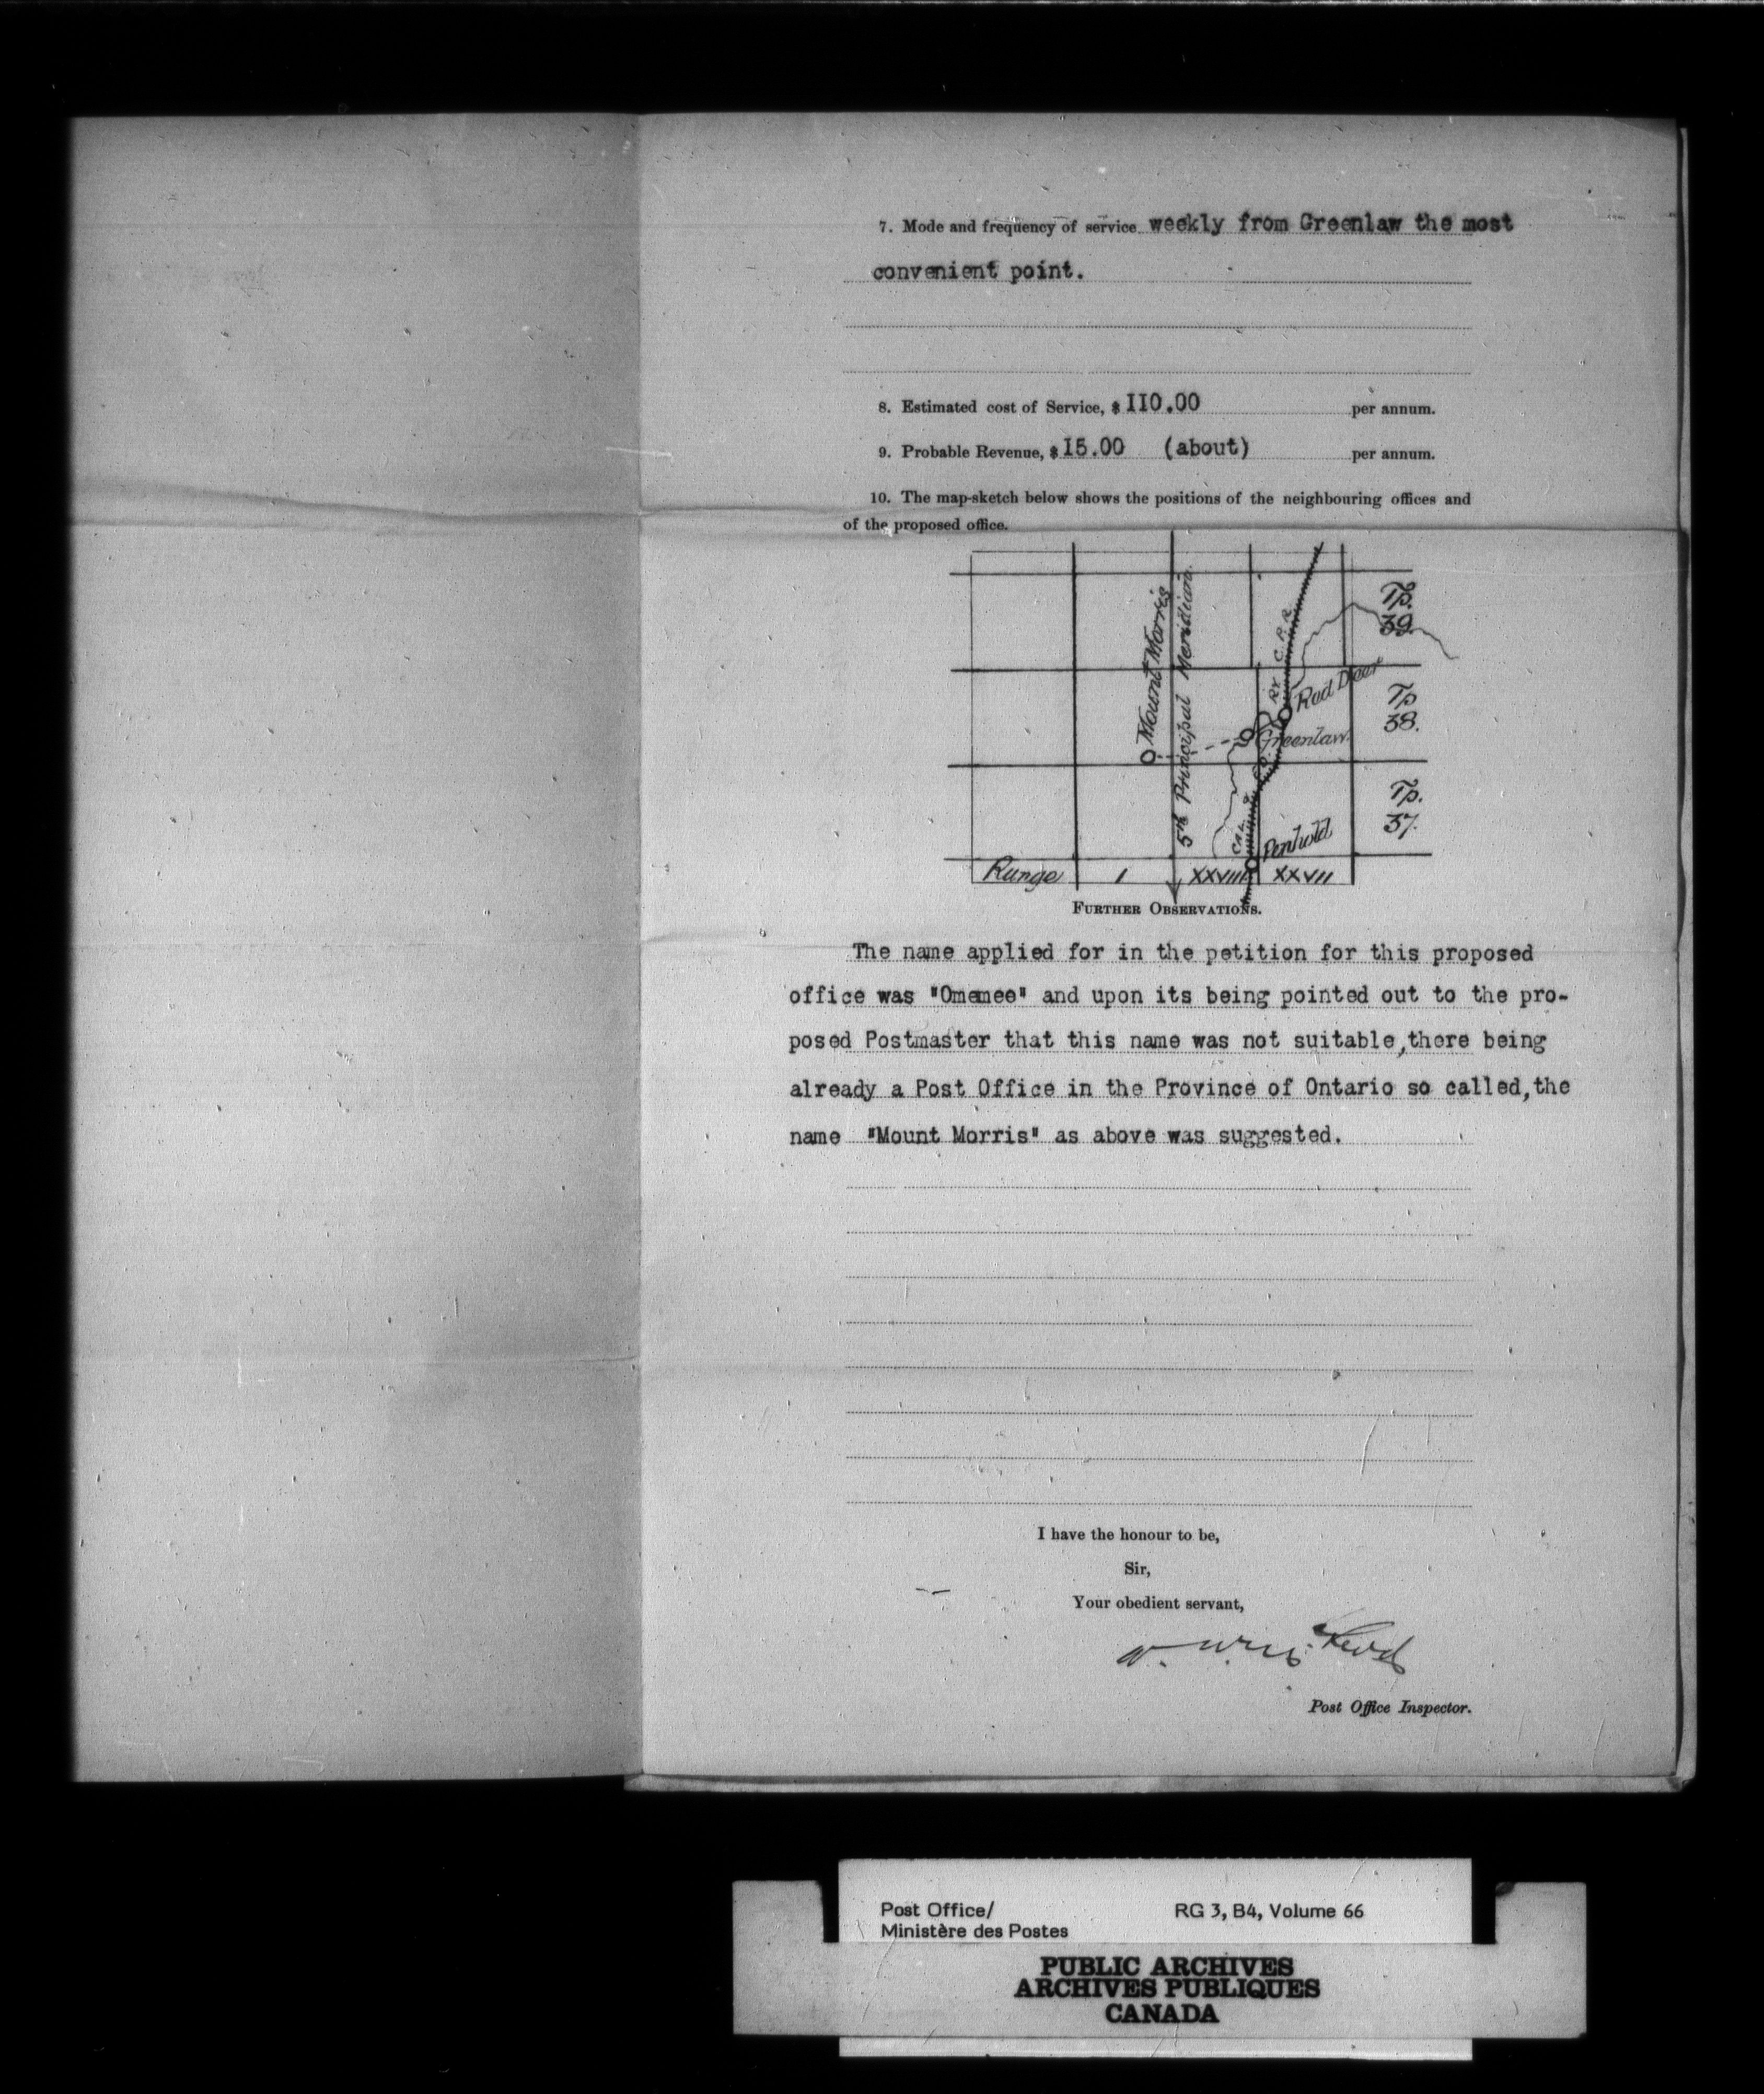 7. Mode and frequency of service weekly from Greenlaw the most
convenient point.
8. Estimated cost of Service, $ II0.00 per annum.
9. Probable Revenue, $ I5.00 (about) per annum.
10. The map-sketch below shows the positions of the neighbouring offices and
of the proposed office.
Mount Morris
5th Principal Meridian.
Ry C.P.R.
Red Deer
Greenlaw.
Penhold
Tp.
39.
Tp
38.
Tp.
37.
Range I XXVIII XXVII
FURTHER OBSERVATIONS.
The name applied for in the petition for this proposed
office was "Omemee" and upon its being pointed out to the pro-
posed Postmaster that this name was not suitable,there being
already a Post Office in the Province of Ontario so called,the
name "Mount Morris" as above was suggested.
I have the honour to be,
Sir,
Your obedient servant,
Post Office Inspector.
Post Office/ RG 3, B4, Volume 66
Ministère des Postes
PUBLIC ARCHIVES
ARCHIVES PUBLIQUES
CANADA